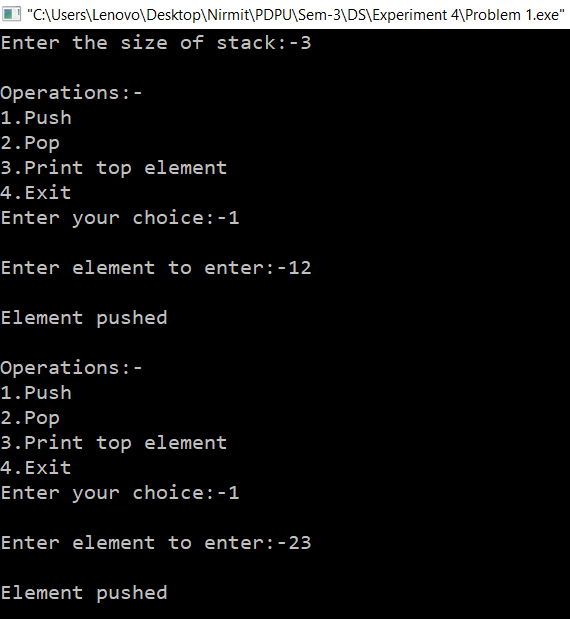 "C:\Users\Lenovo\Desktop\Nirmit\PDPU\Sem-3\DS\Experiment 4\Problem 1.exe"
Enter the size of stack:-3
Operations:-
1.Push
2.Pop
3.Print top element
4.Exit
Enter your choice:-1
Enter element to enter:-12
Element pushed
Operations:-
1.Push
2.Pop
3.Print top element
4.Exit
Enter your choice:-1
Enter element to enter:-23
Element pushed